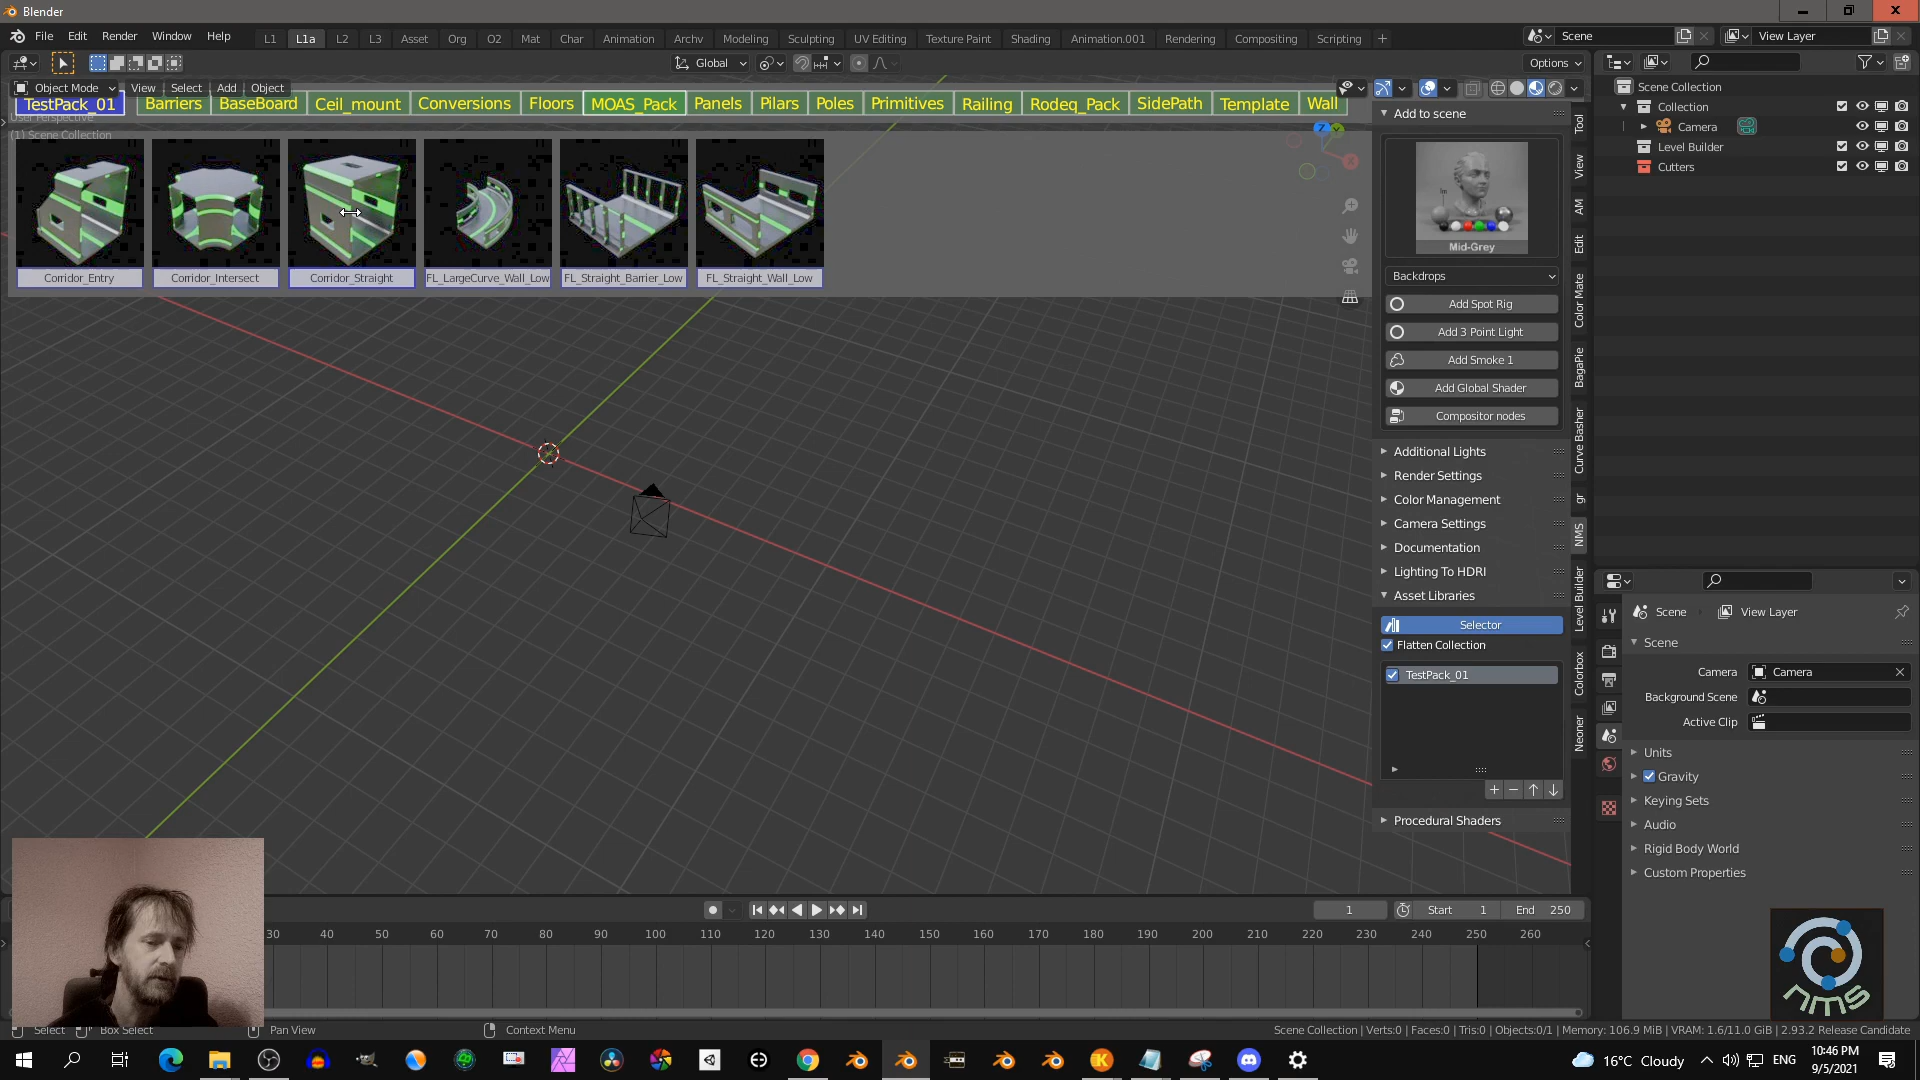 Blender
File Edit Render Window Help L1 L1a L2 L3 Asset Org O2 Mat Char Animation Archv Modeling Sculpting UV Editing Texture Paint Shading Animation.001 Rendering Compositing Scripting + Scene View Layer
Global Options
Object Mode View Select Add Object
TestPack_01 Barriers BaseBoard Ceil_mount Conversions Floors MOAS_Pack Panels Pilars Poles Primitives Railing Rodeq_Pack SidePath Template Wall
User Perspective
(1) Scene Collection
Corridor_Entry Corridor_Intersect Corridor_Straight FL_LargeCurve_Wall_Low FL_Straight_Barrier_Low FL_Straight_Wall_Low
Add to scene
Mid-Grey
Backdrops
Add Spot Rig
Add 3 Point Light
Add Smoke 1
Add Global Shader
Compositor nodes
Additional Lights
Render Settings
Color Management
Camera Settings
Documentation
Lighting To HDRI
Asset Libraries
Selector
Flatten Collection
TestPack_01
Procedural Shaders
Tool
View
AM
Edit
Color Mate
BagaPie
Curve Basher
gr
NMS
Level Builder
Colorbox
Neoner
Scene Collection
Collection
Camera
Level Builder
Cutters
Scene View Layer
Scene
Camera Camera
Background Scene
Active Clip
Units
Gravity
Keying Sets
Audio
Rigid Body World
Custom Properties
1 Start 1 End 250
30 40 50 60 70 80 90 100 110 120 130 140 150 160 170 180 190 200 210 220 230 240 250 260
nms
Select Box Select Pan View Context Menu Scene Collection | Verts:0 | Faces:0 | Tris:0 | Objects:0/1 | Memory: 106.9 MiB | VRAM: 1.6/11.0 GiB | 2.93.2 Release Candidate
16°C Cloudy ENG 10:46 PM
9/5/2021